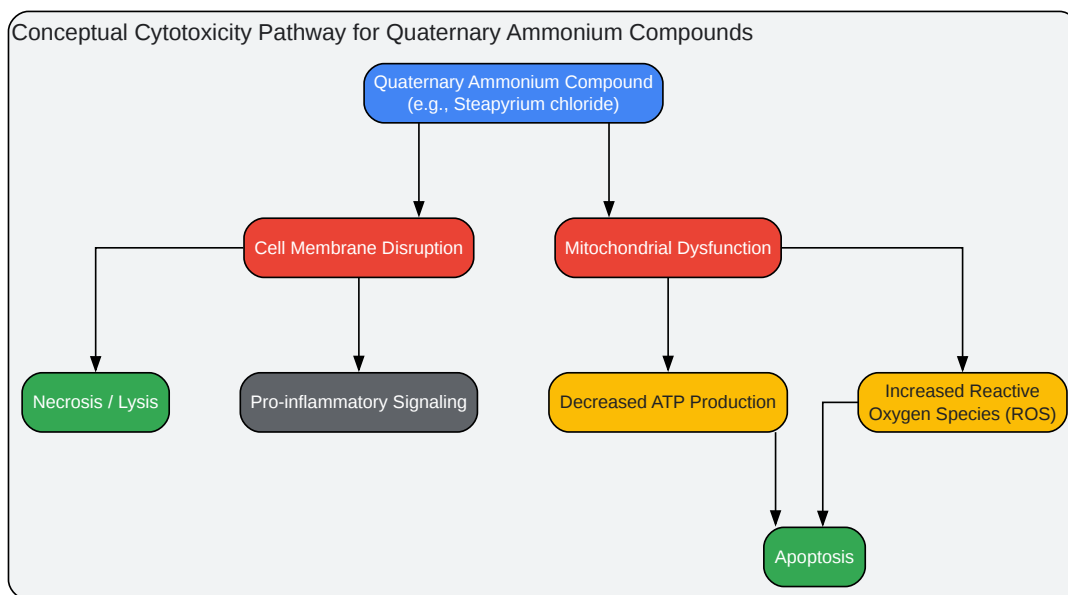 Conceptual Cytotoxicity Pathway for Quaternary Ammonium Compounds
Quaternary Ammonium Compound
(e.g., Steapyrium chloride)
Cell Membrane Disruption
Mitochondrial Dysfunction
Necrosis / Lysis
Pro-inflammatory Signaling
Decreased ATP Production
Increased Reactive
Oxygen Species (ROS)
Apoptosis